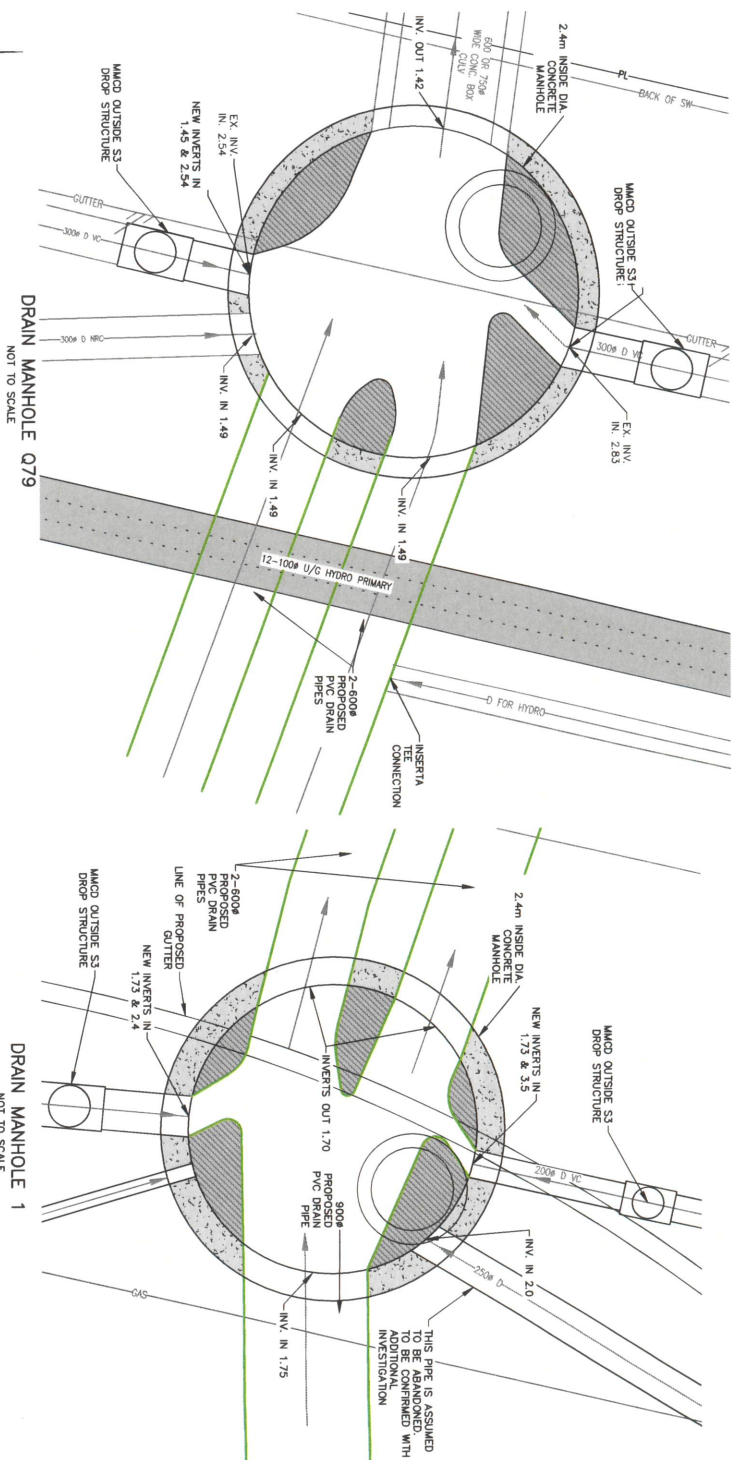 PL
BACK OF SW
2.4m INSIDE DIA.
CONCRETE
MANHOLE
600 OR 750ø
WIDE CONC. BOX
CULV
INV. OUT 1.42
MMCD OUTSIDE S3
DROP STRUCTURE
GUTTER
300ø D VC
EX. INV.
IN. 2.83
INV. IN 1.49
12-100ø U/G HYDRO PRIMARY
D FOR HYDRO
INSERTA
TEE
CONNECTION
2-600ø
PROPOSED
PVC DRAIN
PIPES
INV. IN 1.49
INV. IN 1.49
300ø D NRC
EX. INV.
IN. 2.54
NEW INVERTS IN
1.45 & 2.54
GUTTER
300ø D VC
MMCD OUTSIDE S3
DROP STRUCTURE
DRAIN MANHOLE Q79
NOT TO SCALE
2.4m INSIDE DIA.
CONCRETE
MANHOLE
NEW INVERTS IN
1.73 & 3.5
MMCD OUTSIDE S3
DROP STRUCTURE
200ø D VC
2-600ø
PROPOSED
PVC DRAIN
PIPES
INVERTS OUT 1.70
900ø
PROPOSED
PVC DRAIN
PIPE
INV. IN 2.0
250ø D
THIS PIPE IS ASSUMED
TO BE ABANDONED.
TO BE CONFIRMED WITH
ADDITIONAL
INVESTIGATION
INV. IN 1.75
LINE OF PROPOSED
GUTTER
NEW INVERTS IN
1.73 & 2.4
MMCD OUTSIDE S3
DROP STRUCTURE
GAS
DRAIN MANHOLE 1
NOT TO SCALE